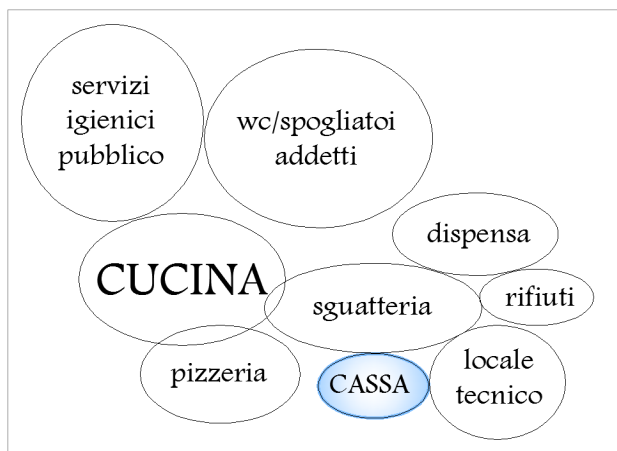 servizi
igienici
pubblico
wc/spogliatoi
addetti
dispensa
CUCINA
sguatteria
rifiuti
pizzeria
CASSA
locale
tecnico